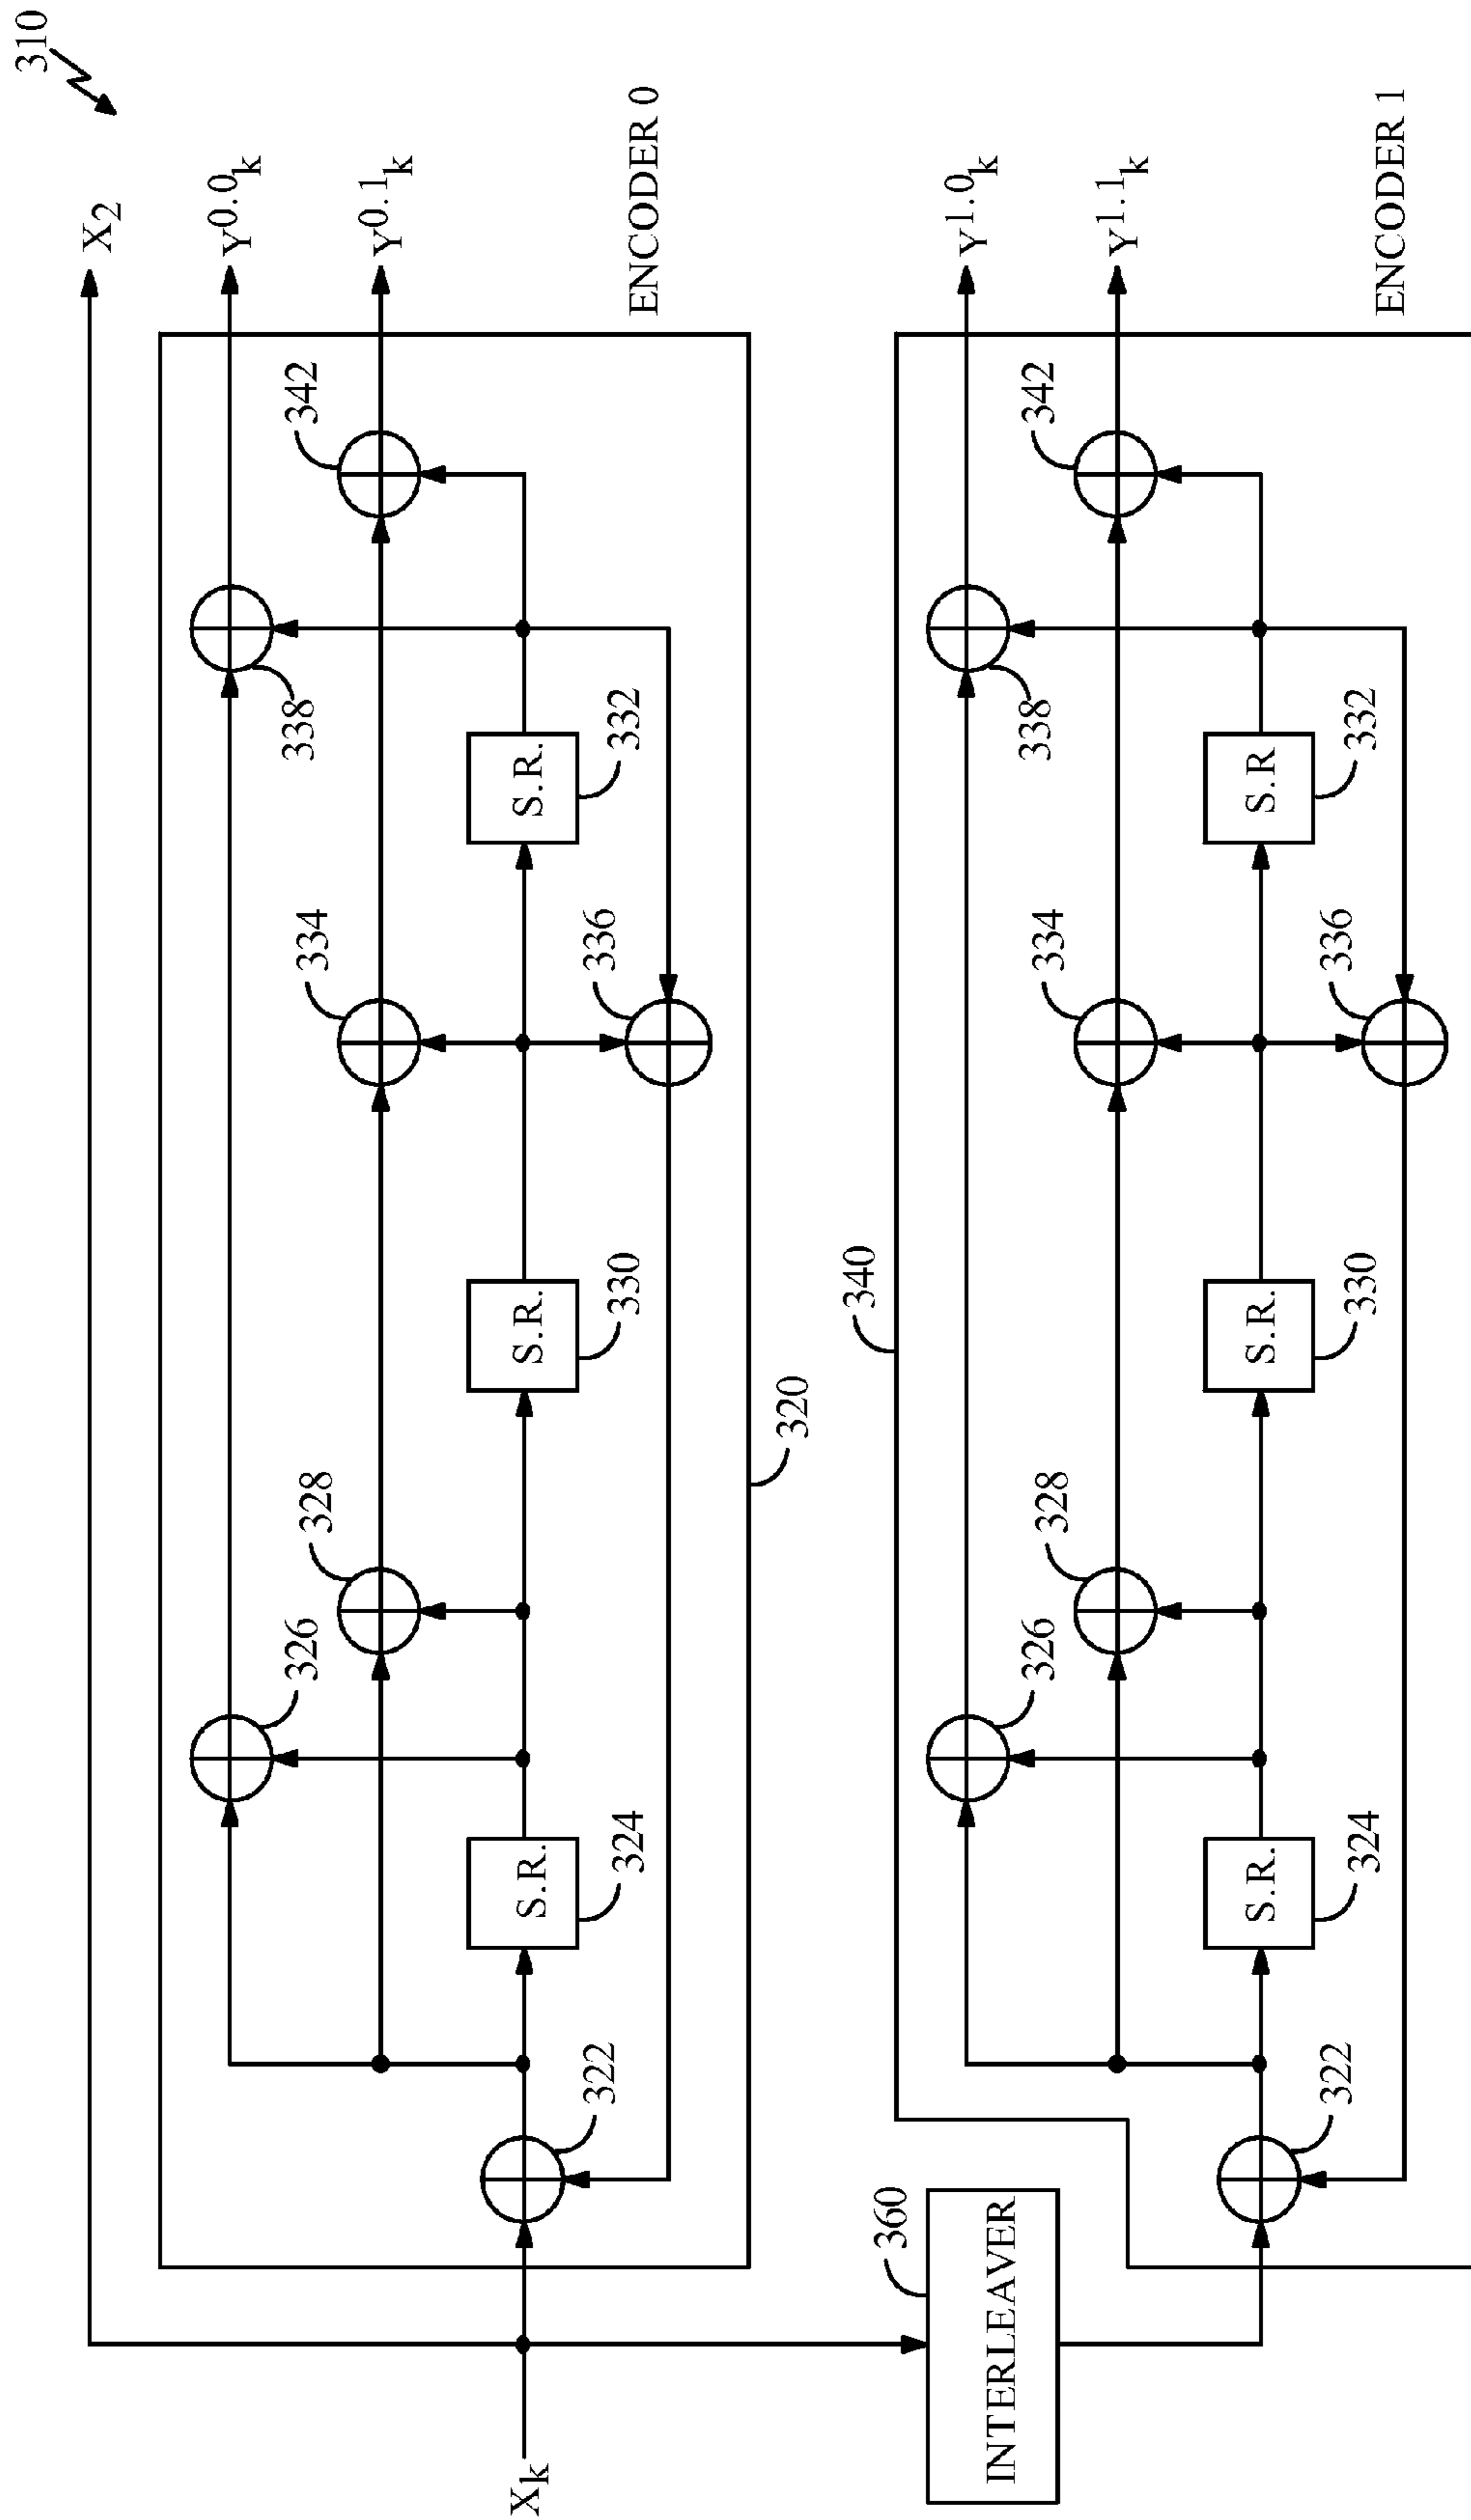 310
X2
Y0.0k
Y0.1k
ENCODER 0
342
338
334
336
S.R.
332
S.R.
330
328
326
S.R.
324
322
320
Xk
INTERLEAVER
360
340
Y1.0k
Y1.1k
ENCODER 1
342
338
334
336
S.R.
332
S.R.
330
328
326
S.R.
324
322